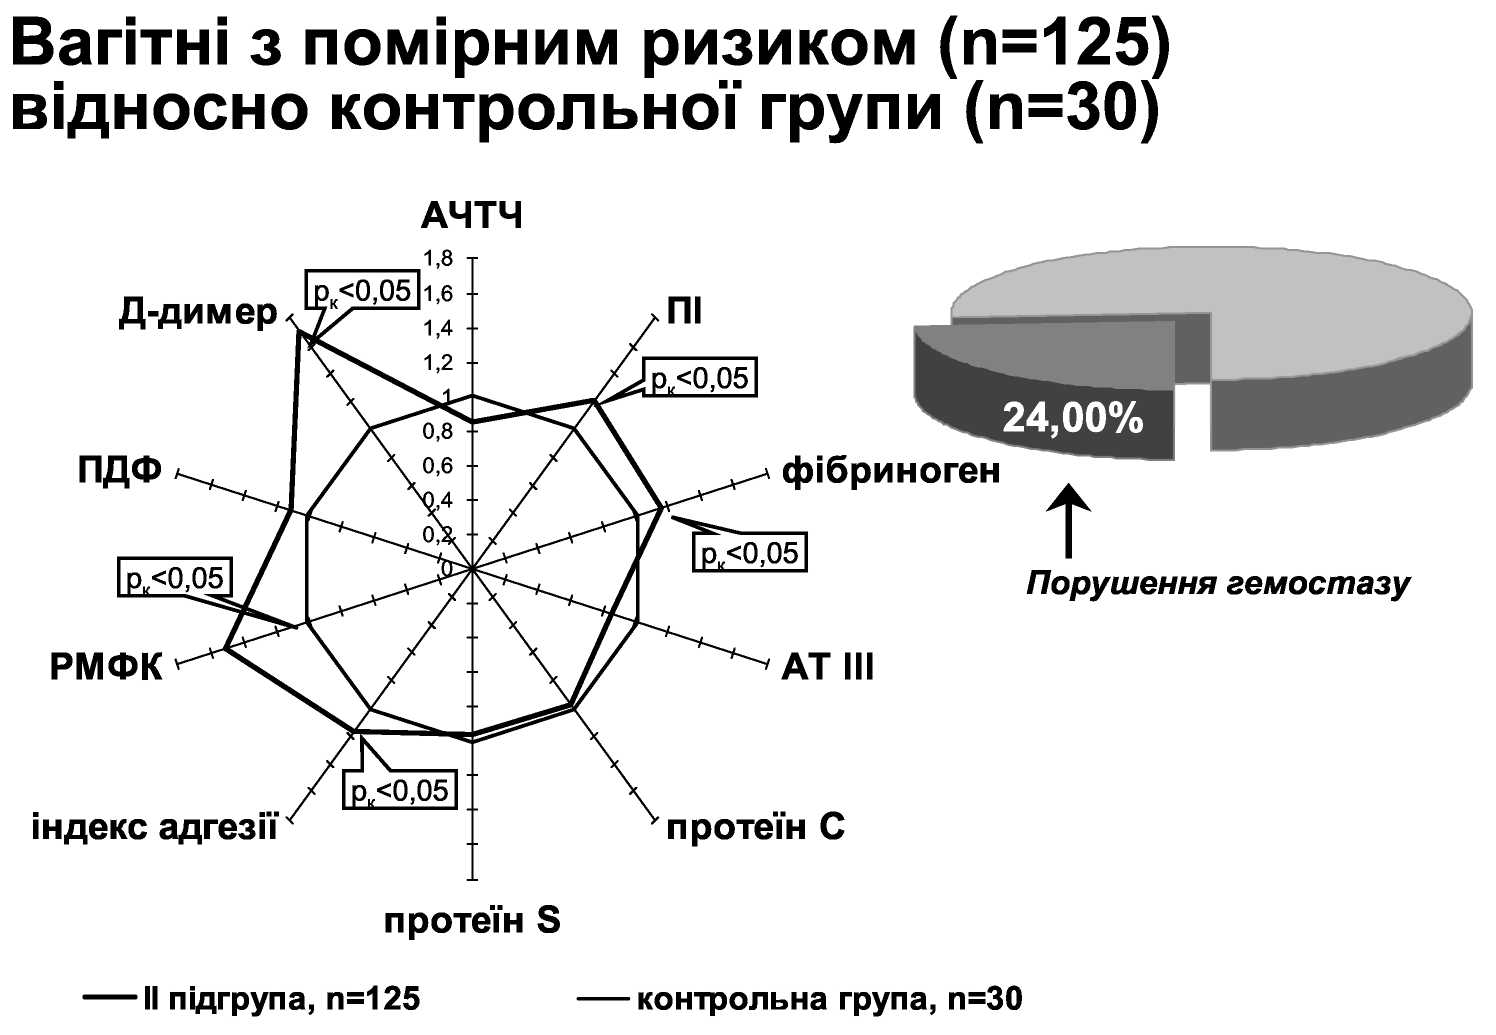 Вагітні з помірним ризиком (n=125)
відносно контрольної групи (n=30)
АЧТЧ
1,8
1,6
1,4
1,2
1
0,8
0,6
0,4
0,2
0
Д-димер
pк<0,05
ПІ
pк<0,05
ПДФ
фібриноген
pк<0,05
24,00%
Порушення гемостазу
pк<0,05
РМФК
АТ ІІІ
pк<0,05
індекс адгезії
протеїн С
протеїн S
ІІ підгрупа, n=125
контрольна група, n=30